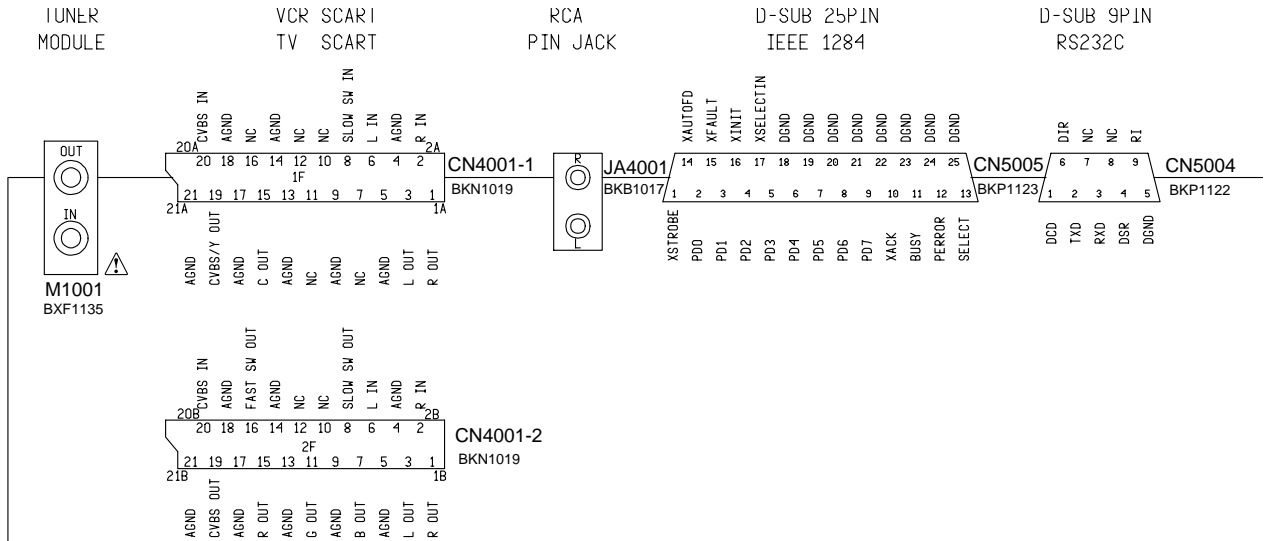 TUNER
MODULE
VCR SCART
TV SCART
RCA
PIN JACK
D-SUB 25PIN
IEEE 1284
D-SUB 9PIN
RS232C
OUT
IN
M1001
BXF1135
CVBS IN
AGND
NC
AGND
NC
NC
SLOW SW IN
L IN
AGND
R IN
20A
2A
20 18 16 14 12 10 8 6 4 2
1F
21 19 17 15 13 11 9 7 5 3 1
21A
1A
AGND
CVBS/Y OUT
AGND
C OUT
AGND
NC
AGND
NC
AGND
L OUT
R OUT
CN4001-1
BKN1019
R
L
JA4001
BKB1017
XAUTOFD
XFAULT
XINIT
XSELECTIN
DGND
DGND
DGND
DGND
DGND
DGND
DGND
DGND
14 15 16 17 18 19 20 21 22 23 24 25
1 2 3 4 5 6 7 8 9 10 11 12 13
XSTROBE
PD0
PD1
PD2
PD3
PD4
PD5
PD6
PD7
XACK
BUSY
PERROR
SELECT
CN5005
BKP1123
DIR
NC
NC
RI
6 7 8 9
1 2 3 4 5
DCD
TXD
RXD
DSR
DGND
CN5004
BKP1122
CVBS IN
AGND
FAST SW OUT
AGND
NC
NC
SLOW SW OUT
L IN
AGND
R IN
20B
2B
20 18 16 14 12 10 8 6 4 2
2F
21 19 17 15 13 11 9 7 5 3 1
21B
1B
AGND
CVBS OUT
AGND
R OUT
AGND
G OUT
AGND
B OUT
AGND
L OUT
R OUT
CN4001-2
BKN1019